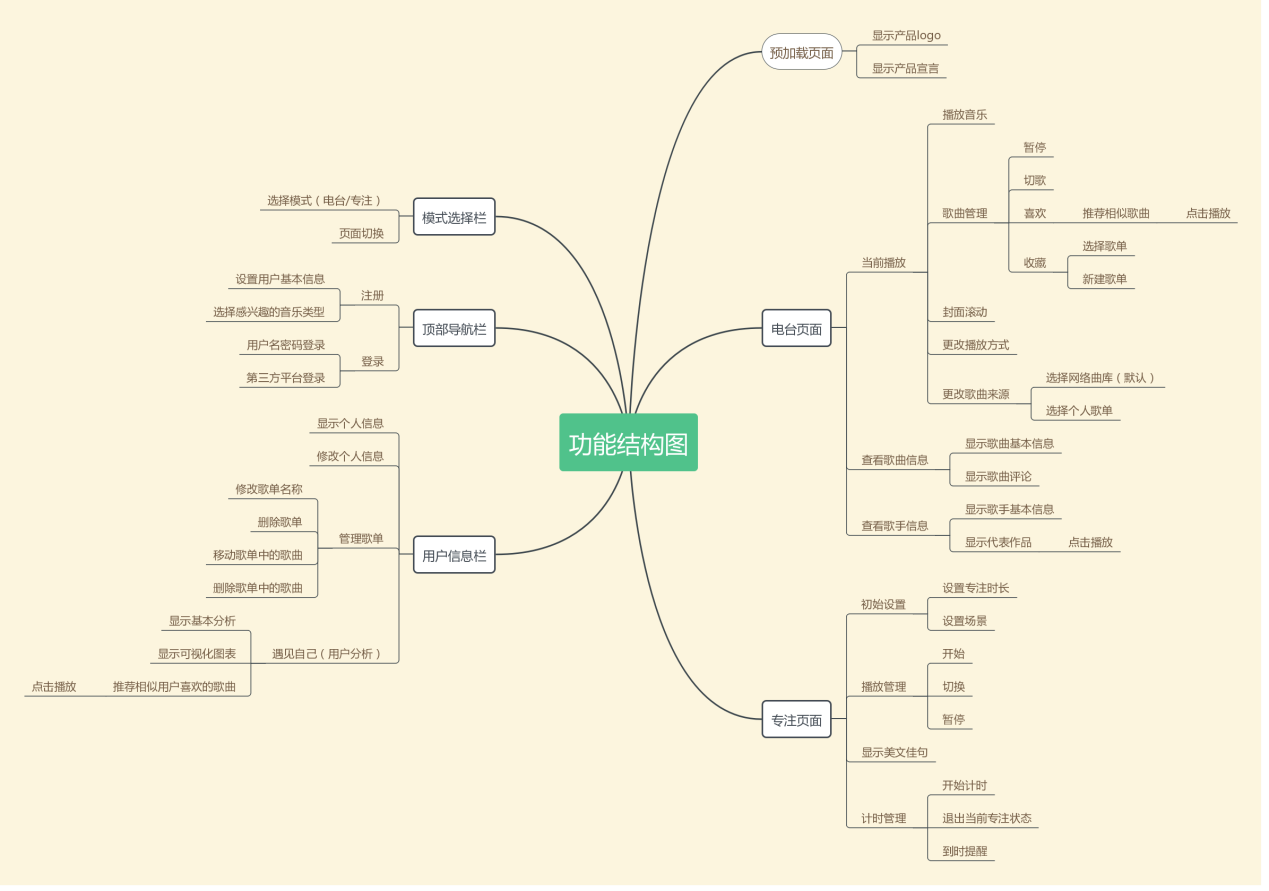 功能结构图
预加载页面
显示产品logo
显示产品宣言
电台页面
当前播放
播放音乐
歌曲管理
暂停
切歌
喜欢
推荐相似歌曲
点击播放
收藏
选择歌单
新建歌单
封面滚动
更改播放方式
更改歌曲来源
选择网络曲库（默认）
选择个人歌单
查看歌曲信息
显示歌曲基本信息
显示歌曲评论
查看歌手信息
显示歌手基本信息
显示代表作品
点击播放
专注页面
初始设置
设置专注时长
设置场景
播放管理
开始
切换
暂停
显示美文佳句
计时管理
开始计时
退出当前专注状态
到时提醒
模式选择栏
选择模式（电台/专注）
页面切换
顶部导航栏
注册
设置用户基本信息
选择感兴趣的音乐类型
登录
用户名密码登录
第三方平台登录
用户信息栏
显示个人信息
修改个人信息
管理歌单
修改歌单名称
删除歌单
移动歌单中的歌曲
删除歌单中的歌曲
遇见自己（用户分析）
显示基本分析
显示可视化图表
推荐相似用户喜欢的歌曲
点击播放